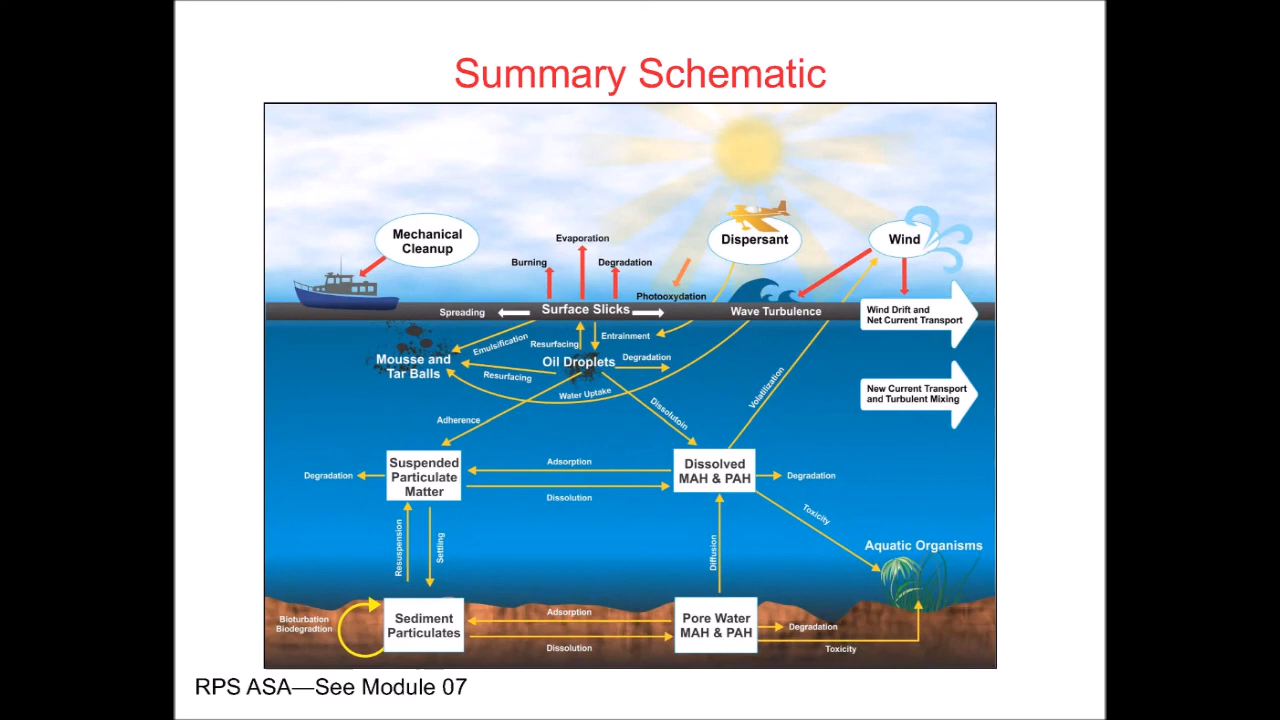 Summary Schematic
Mechanical
Cleanup
Evaporation
Burning
Degradation
Photooxydation
Dispersant
Wind
Spreading
Surface Slicks
Wave Turbulence
Wind Drift and
Net Current Transport
Emulsification
Resurfacing
Entrainment
Mousse and
Tar Balls
Oil Droplets
Degradation
Resurfacing
Water Uptake
New Current Transport
and Turbulent Mixing
Adherence
Dissolutoin
Volatilization
Degradation
Suspended
Particulate
Matter
Adsorption
Dissolution
Dissolved
MAH & PAH
Degradation
Toxicity
Resuspension
Settling
Diffusion
Aquatic Organisms
Bioturbation
Biodegradtion
Sediment
Particulates
Adsorption
Dissolution
Pore Water
MAH & PAH
Degradation
Toxicity
RPS ASA—See Module 07